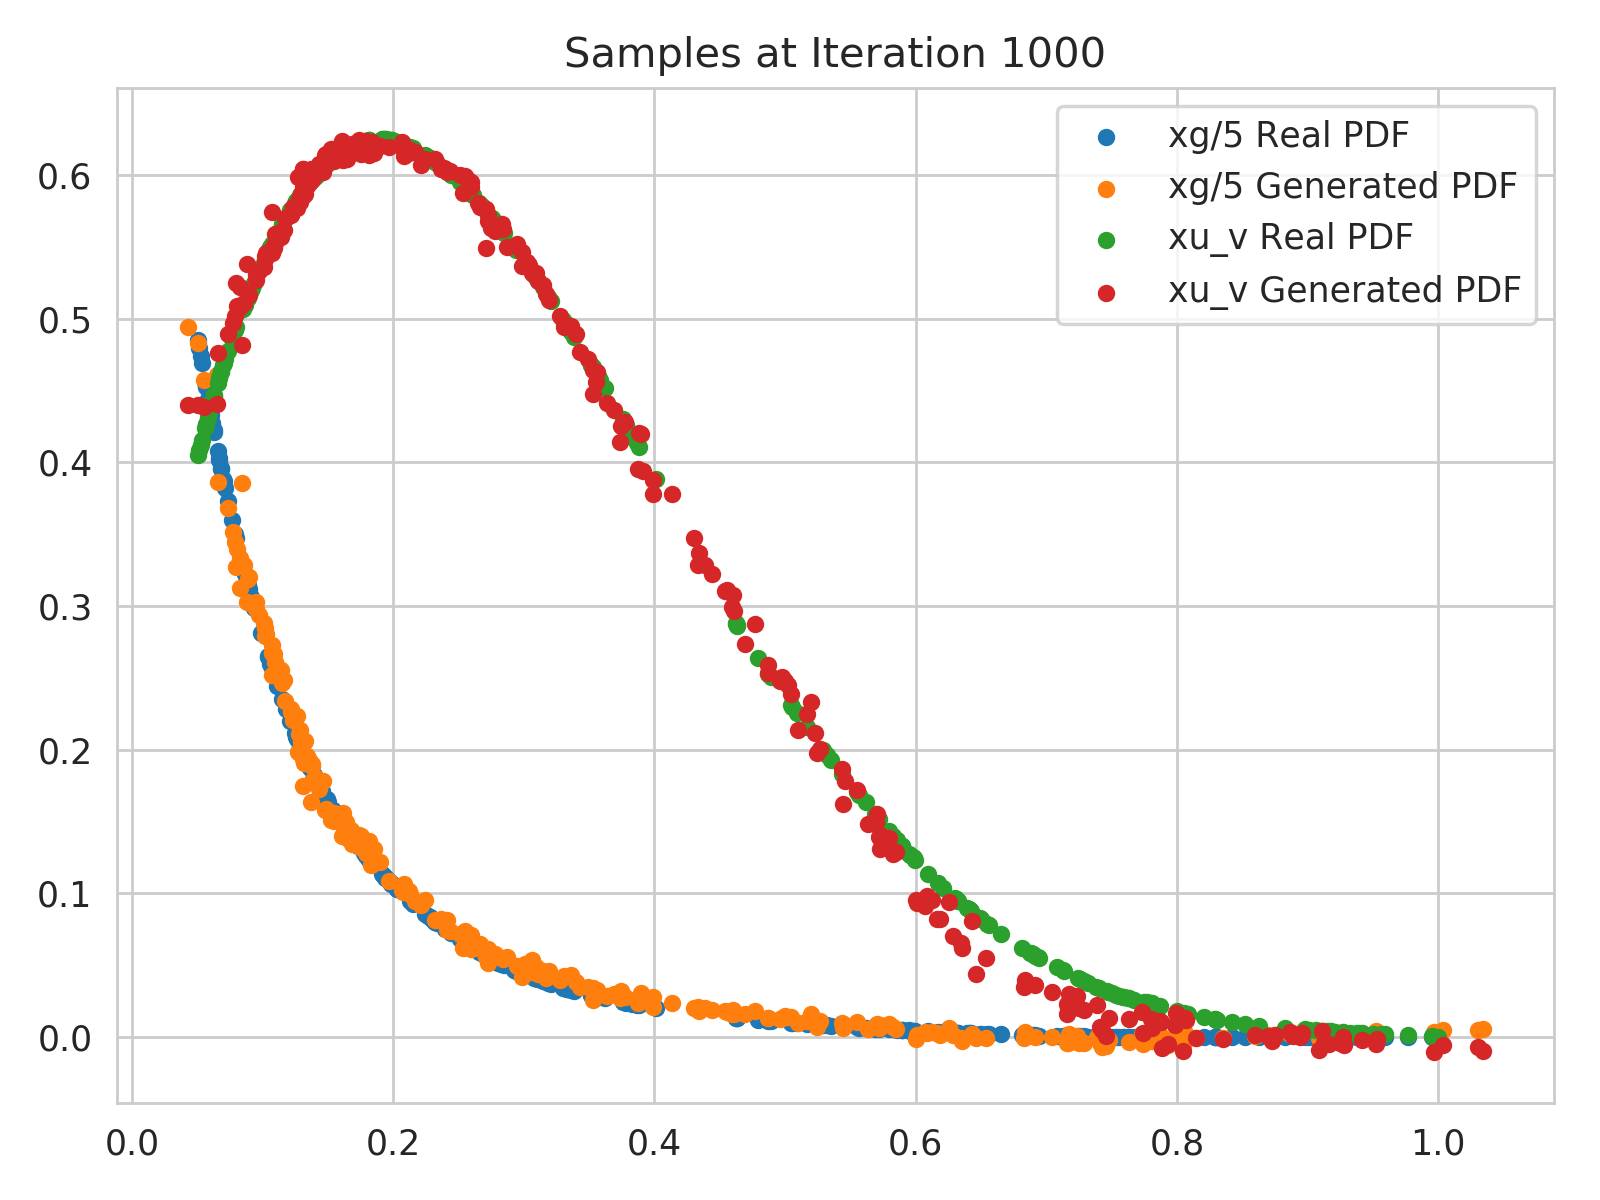 Samples at Iteration 1000
xg/5 Real PDF
xg/5 Generated PDF
xu_v Real PDF
xu_v Generated PDF
0.6
0.5
0.4
0.3
0.2
0.1
0.0
0.0 0.2 0.4 0.6 0.8 1.0